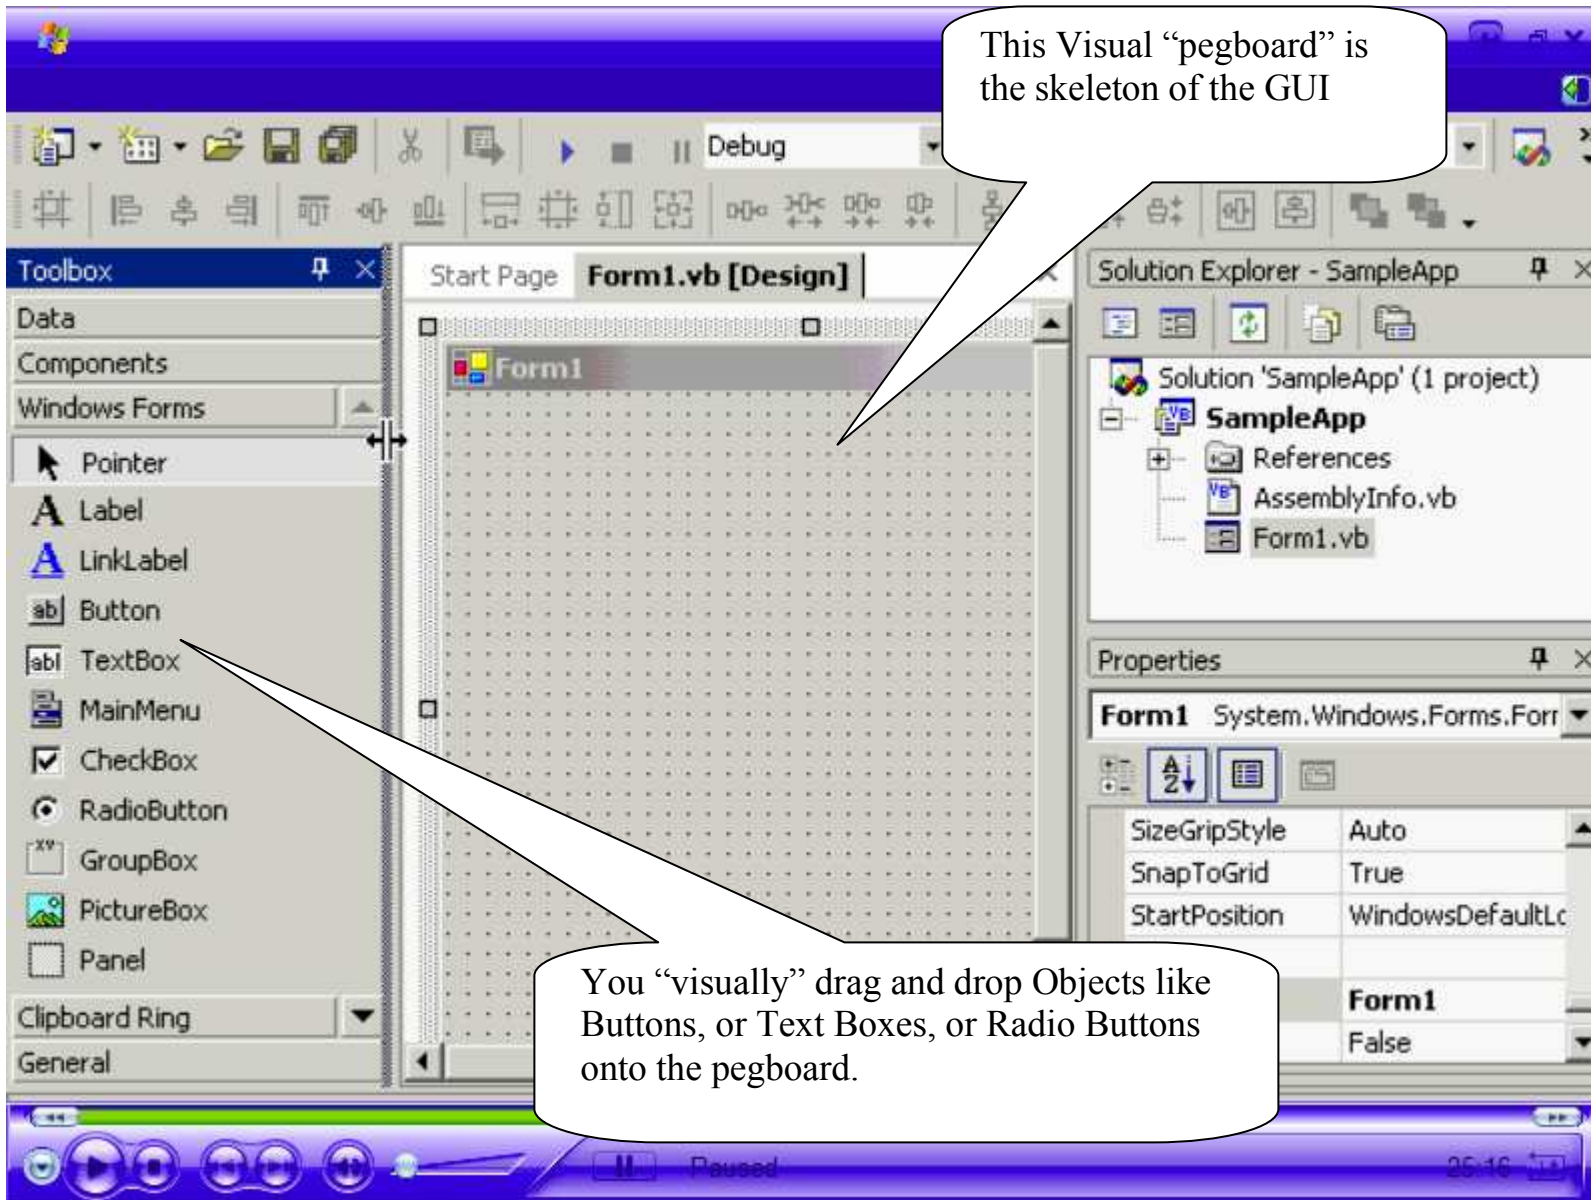 This Visual “pegboard” is
the skeleton of the GUI
Debug
Toolbox
Data
Components
Windows Forms
Pointer
Label
LinkLabel
Button
TextBox
MainMenu
CheckBox
RadioButton
GroupBox
PictureBox
Panel
Clipboard Ring
General
Start Page Form1.vb [Design]
Form1
You “visually” drag and drop Objects like
Buttons, or Text Boxes, or Radio Buttons
onto the pegboard.
Solution Explorer - SampleApp
Solution 'SampleApp' (1 project)
SampleApp
References
AssemblyInfo.vb
Form1.vb
Properties
Form1 System.Windows.Forms.Forr
SizeGripStyle Auto
SnapToGrid True
StartPosition WindowsDefaultLc
Form1
False
Paused
25:16